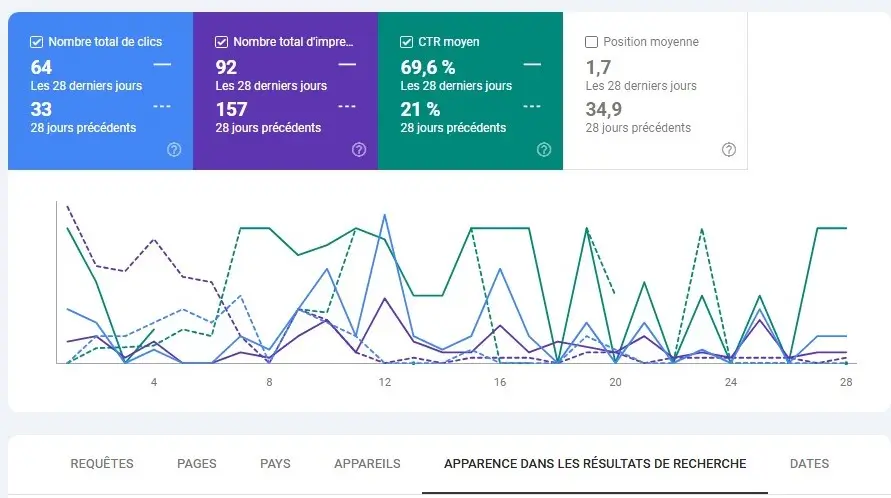 Nombre total de clics
64
Les 28 derniers jours
33
28 jours précédents
Nombre total d'impre...
92
Les 28 derniers jours
157
28 jours précédents
CTR moyen
69,6 %
Les 28 derniers jours
21 %
28 jours précédents
Position moyenne
1,7
Les 28 derniers jours
34,9
28 jours précédents
4 8 12 16 20 24 28
REQUÊTES PAGES PAYS APPAREILS APPARENCE DANS LES RÉSULTATS DE RECHERCHE DATES